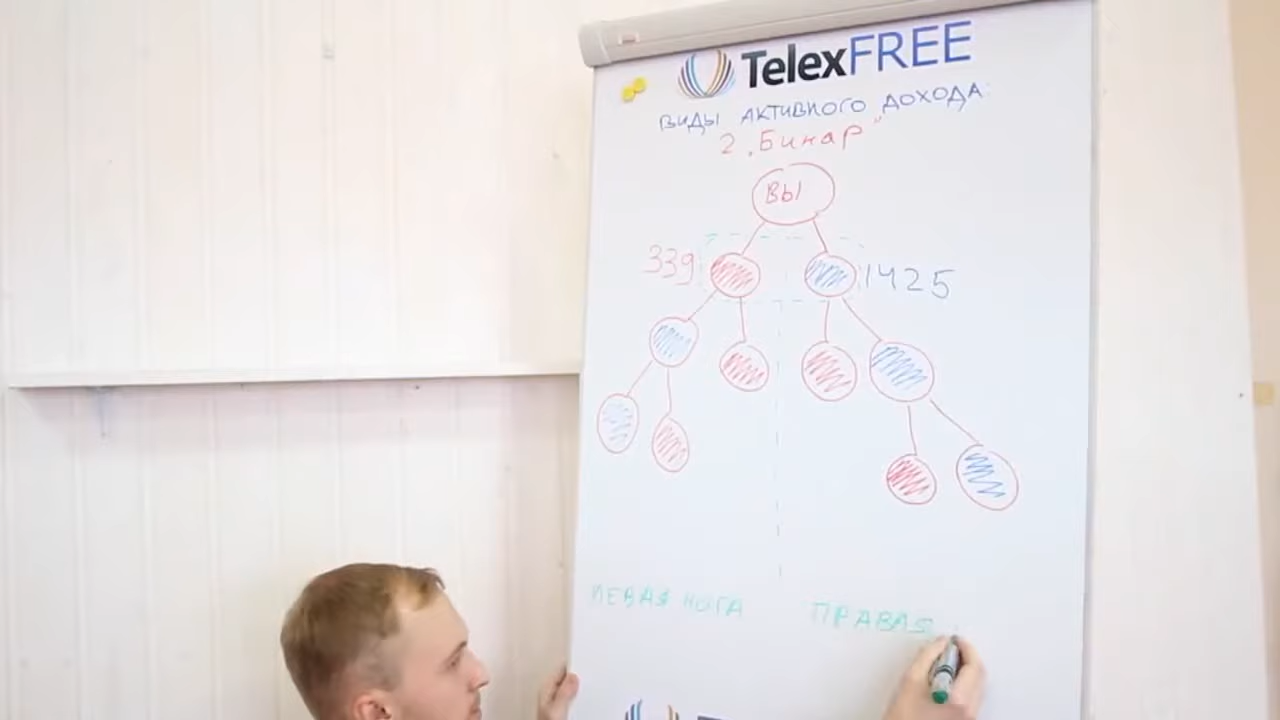 TelexFREE
ВИДЫ АКТИВНОГО ДОХОДА:
2 "Бинар"
ВЫ
339 1425
ЛЕВАЯ НОГА ПРАВАЯ